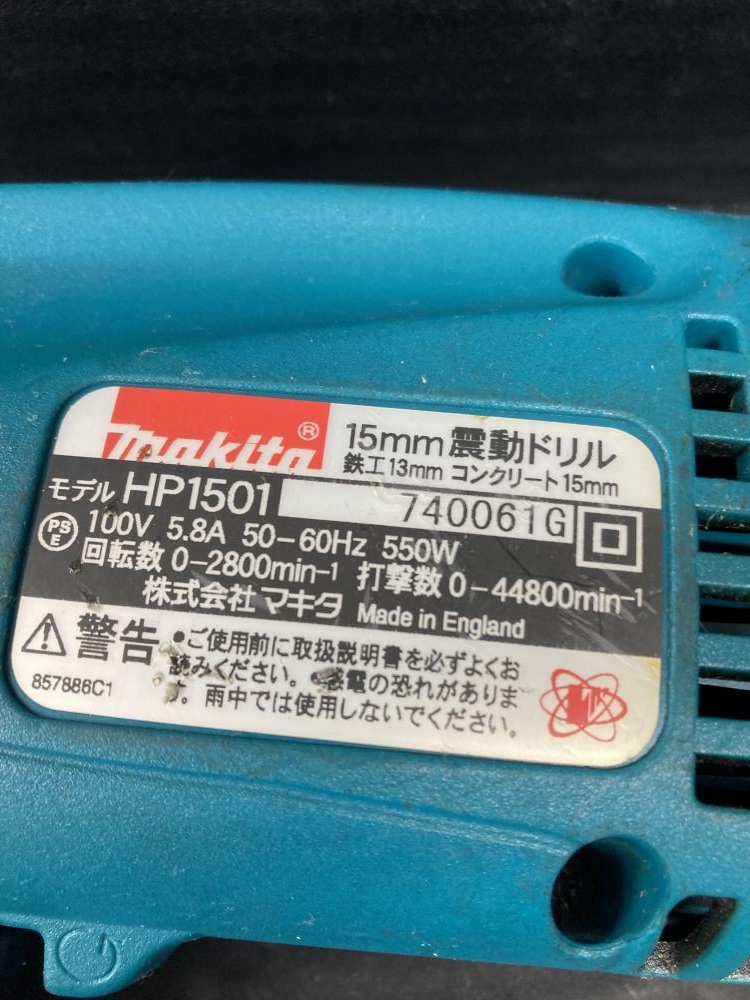 makita®
15mm 震動ドリル
鉄工13mm コンクリート15mm
モデル HP1501 740061G
PSE 100V 5.8A 50-60Hz 550W
回転数 0-2800min-1 打撃数 0-44800min-1
株式会社 マキタ Made in England
警告 •ご使用前に取扱説明書を必ずよくお
読みください。•感電の恐れがありま
す。雨中では使用しないでください。
857886C1